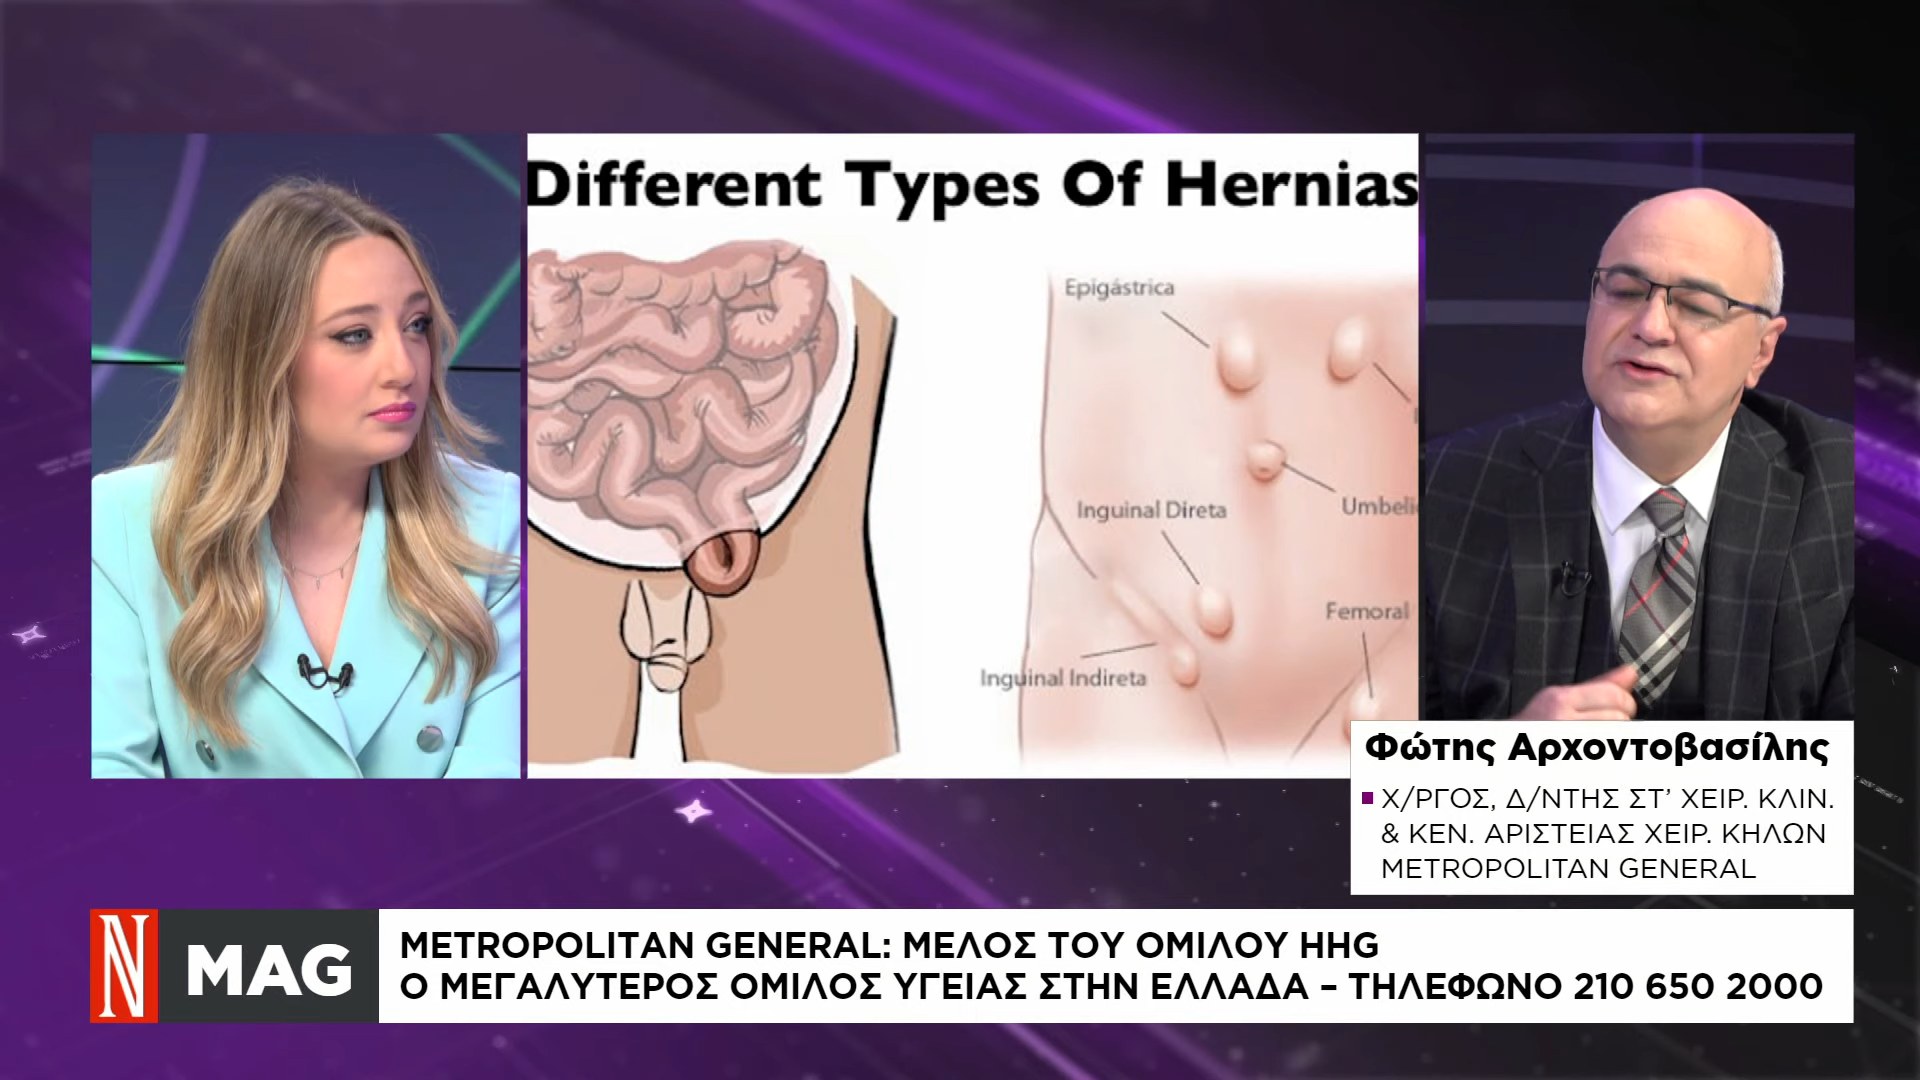 Different Types Of Hernias
Epigástrica
Inguinal Direta
Femoral
Inguinal Indireta
Φώτης Αρχοντοβασίλης
Χ/ΡΓΟΣ, Δ/ΝΤΗΣ ΣΤ’ ΧΕΙΡ. ΚΛΙΝ.
& ΚΕΝ. ΑΡΙΣΤΕΙΑΣ ΧΕΙΡ. ΚΗΛΩΝ
METROPOLITAN GENERAL
N MAG
METROPOLITAN GENERAL: ΜΕΛΟΣ ΤΟΥ ΟΜΙΛΟΥ HHG
Ο ΜΕΓΑΛΥΤΕΡΟΣ ΟΜΙΛΟΣ ΥΓΕΙΑΣ ΣΤΗΝ ΕΛΛΑΔΑ – ΤΗΛΕΦΩΝΟ 210 650 2000